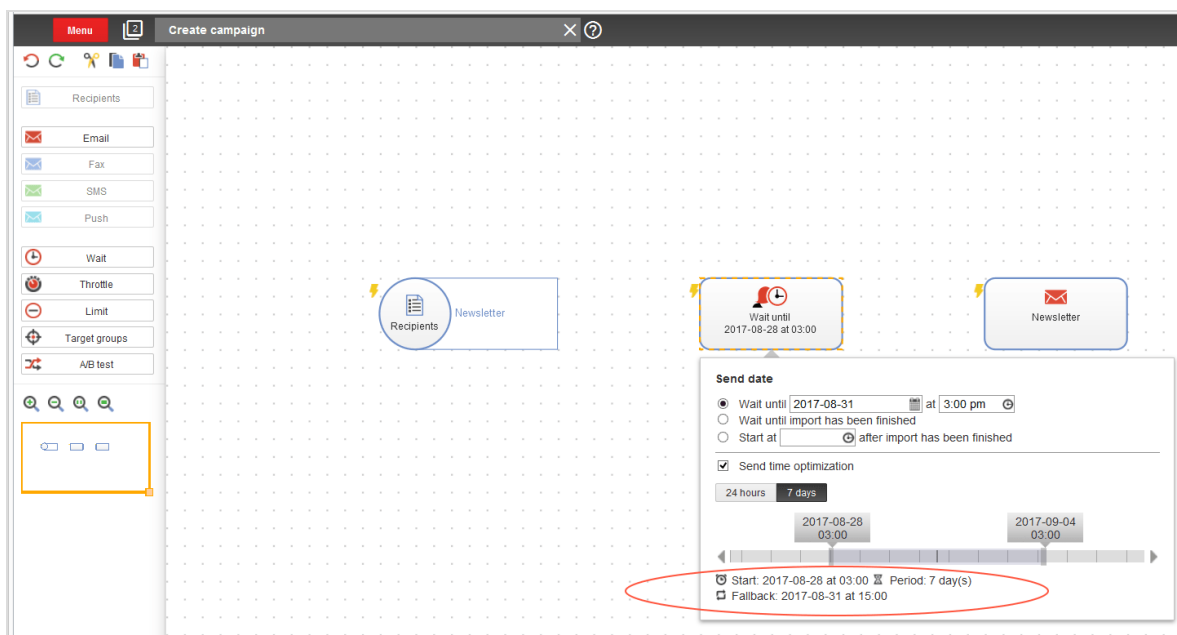 Menu
2
Create campaign
Recipients
Email
Fax
SMS
Push
Wait
Throttle
Limit
Target groups
A/B test
Recipients
Newsletter
Wait until
2017-08-28 at 03:00
Newsletter
Send date
Wait until 2017-08-31 at 3:00 pm
Wait until import has been finished
Start at after import has been finished
Send time optimization
24 hours 7 days
2017-08-28 2017-09-04
03:00 03:00
Start: 2017-08-28 at 03:00 Period: 7 day(s)
Fallback: 2017-08-31 at 15:00